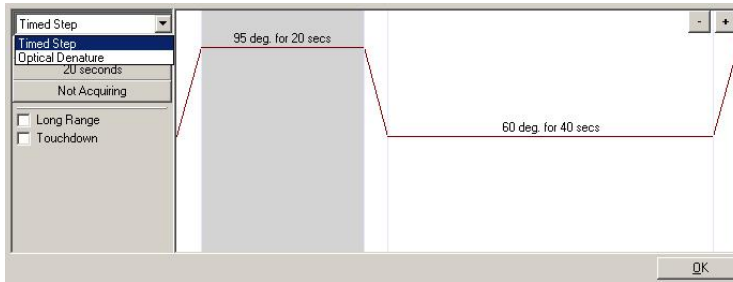 Timed Step
Timed Step
Optical Denature
20 seconds
Not Acquiring
Long Range
Touchdown
95 deg. for 20 secs
60 deg. for 40 secs
- +
OK